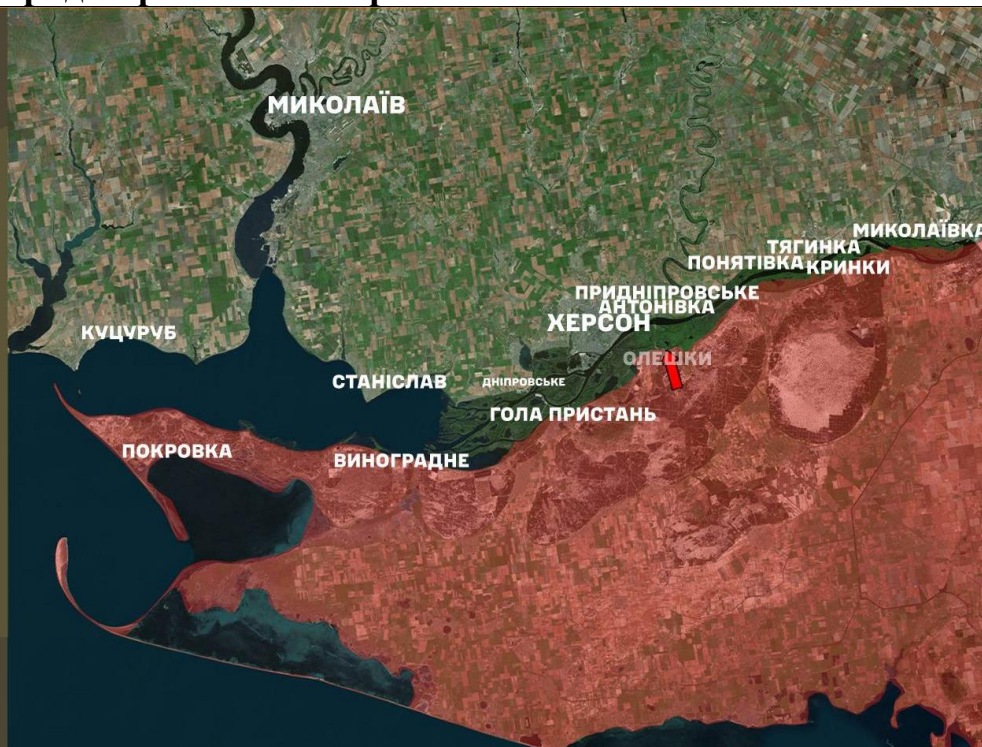 МИКОЛАЇВ
МИКОЛАЇВКА
ТЯГИНКА
ПОНЯТІВКА
КРИНКИ
ПРИДНІПРОВСЬКЕ
АНТОНІВКА
ХЕРСОН
КУЦУРУБ
ОЛЕШКИ
СТАНІСЛАВ
ДНІПРОВСЬКЕ
ГОЛА ПРИСТАНЬ
ПОКРОВКА
ВИНОГРАДНЕ